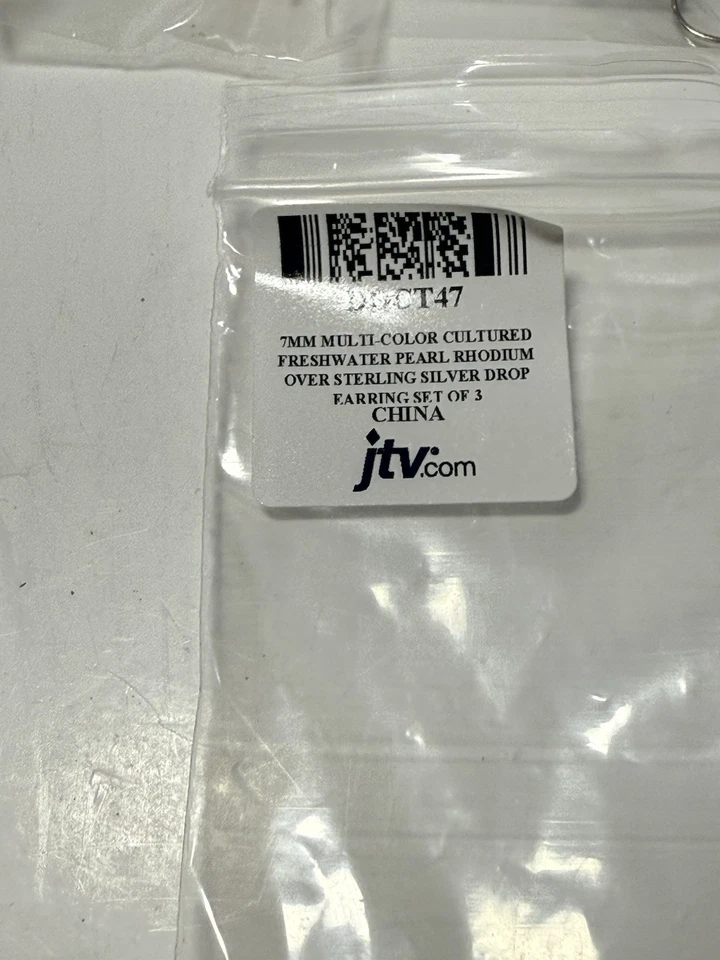 7MM MULTI-COLOR CULTURED
FRESHWATER PEARL RHODIUM
OVER STERLING SILVER DROP
EARRING SET OF 3
CHINA
jtv.com